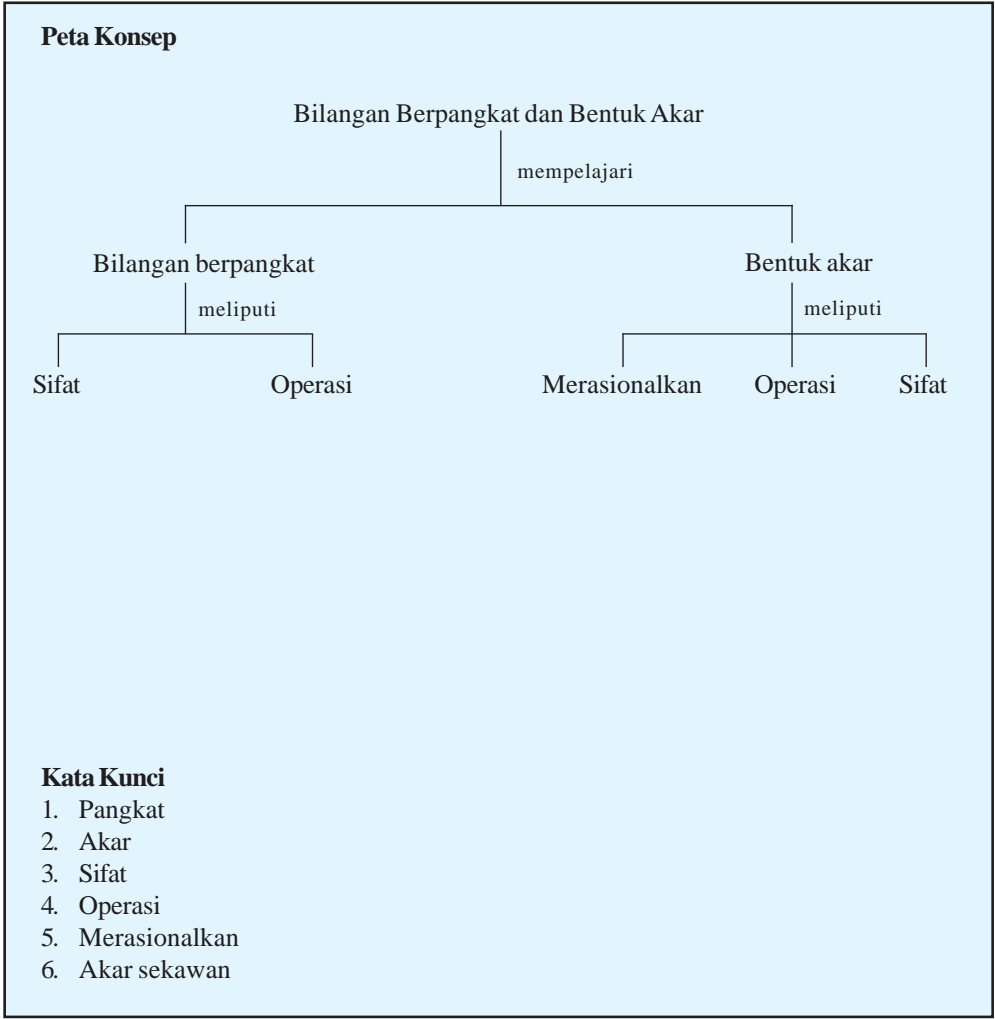 Peta Konsep
Bilangan Berpangkat dan Bentuk Akar
mempelajari
Bilangan berpangkat Bentuk akar
meliputi meliputi
Sifat Operasi Merasionalkan Operasi Sifat
Kata Kunci
1. Pangkat
2. Akar
3. Sifat
4. Operasi
5. Merasionalkan
6. Akar sekawan